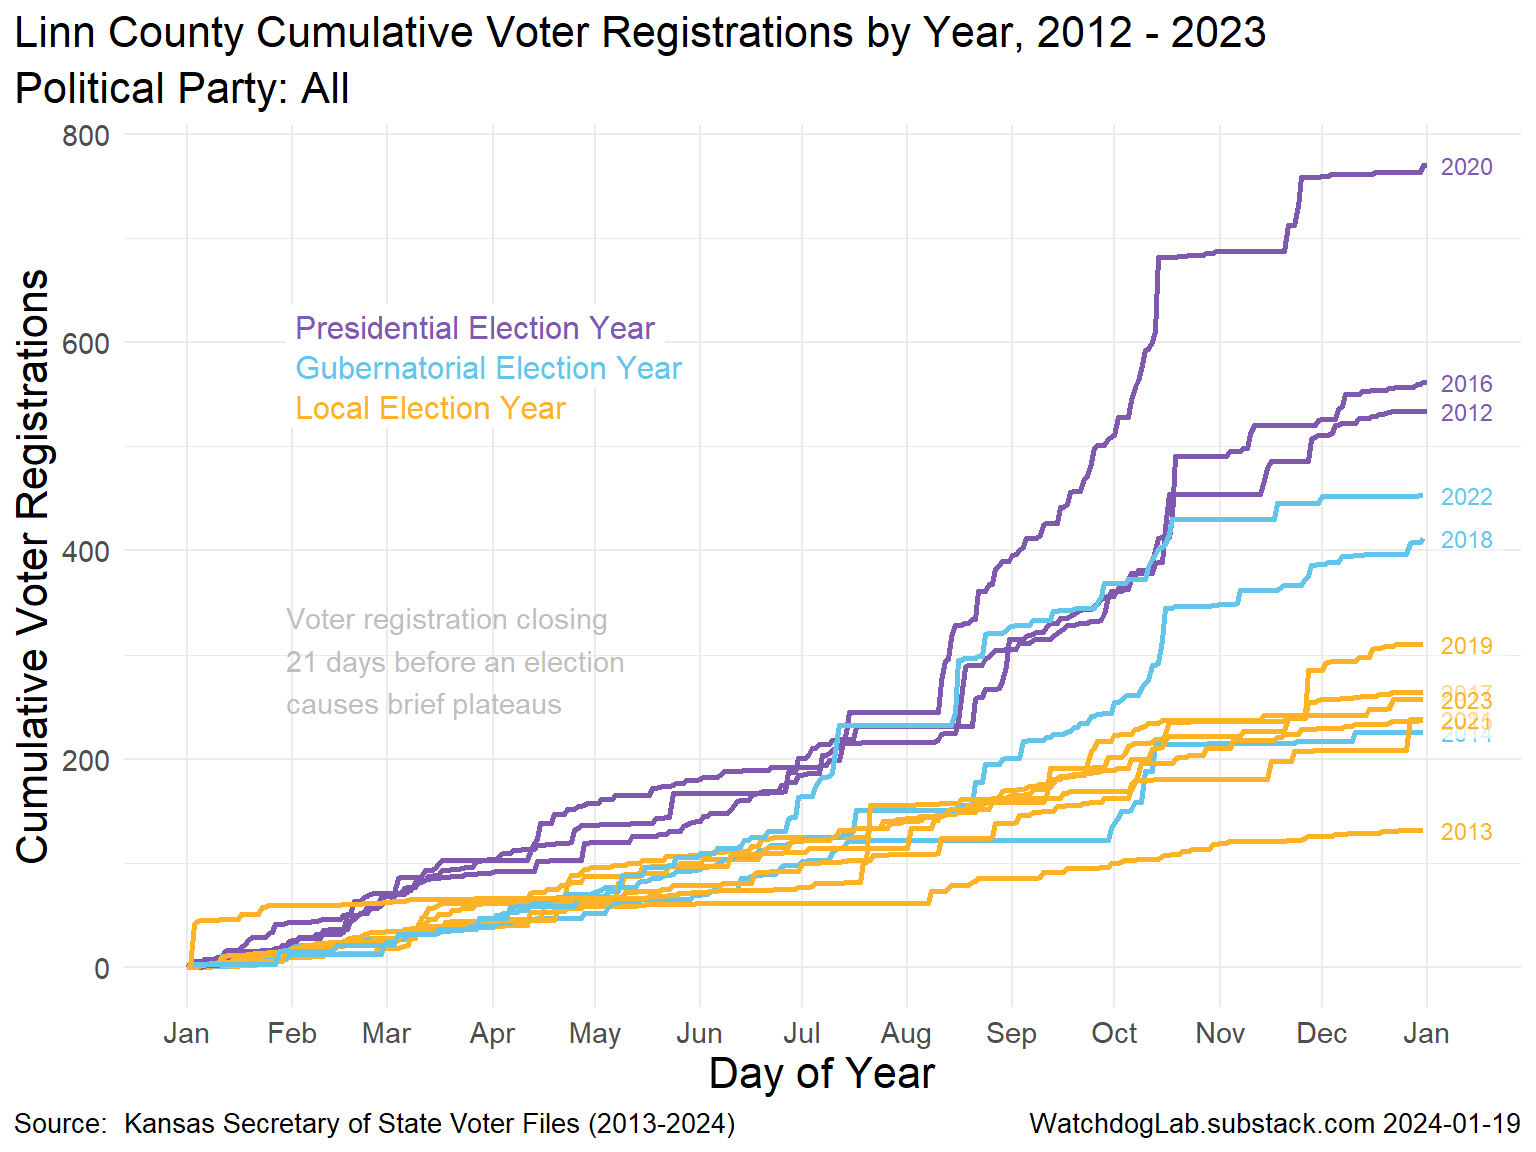 Linn County Cumulative Voter Registrations by Year, 2012 - 2023
Political Party: All
Cumulative Voter Registrations
800
600
400
200
0
Presidential Election Year
Gubernatorial Election Year
Local Election Year
Voter registration closing
21 days before an election
causes brief plateaus
2020
2016
2012
2022
2018
2019
2017
2023
2021
2014
2013
Jan Feb Mar Apr May Jun Jul Aug Sep Oct Nov Dec Jan
Day of Year
Source: Kansas Secretary of State Voter Files (2013-2024)
WatchdogLab.substack.com 2024-01-19